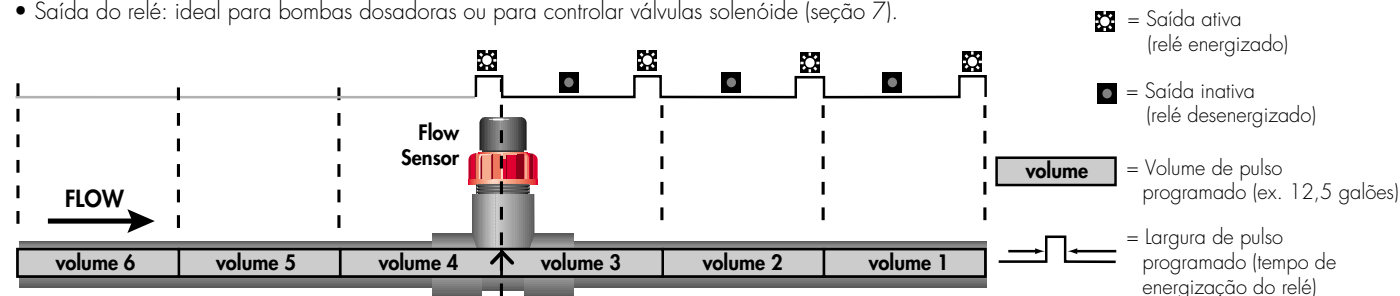 • Saída do relé: ideal para bombas dosadoras ou para controlar válvulas solenóide (seção 7).
= Saída ativa
(relé energizado)
= Saída inativa
(relé desenergizado)
Flow
Sensor
FLOW
volume
= Volume de pulso
programado (ex. 12,5 galões)
volume 6
volume 5
volume 4
volume 3
volume 2
volume 1
= Largura de pulso
programado (tempo de
energização do relé)